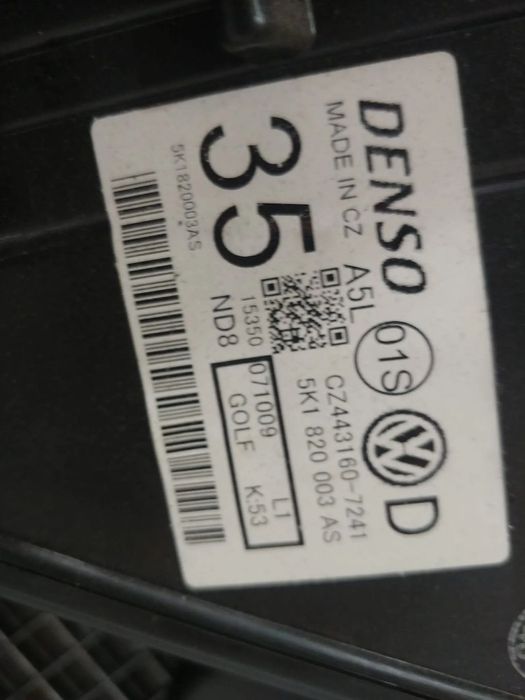 DENSO 01S D
MADE IN CZ A5L CZ443160-7241
5K1 820 003 AS
35
15350 071009 L1
ND8 GOLF K:53
5K1820003AS